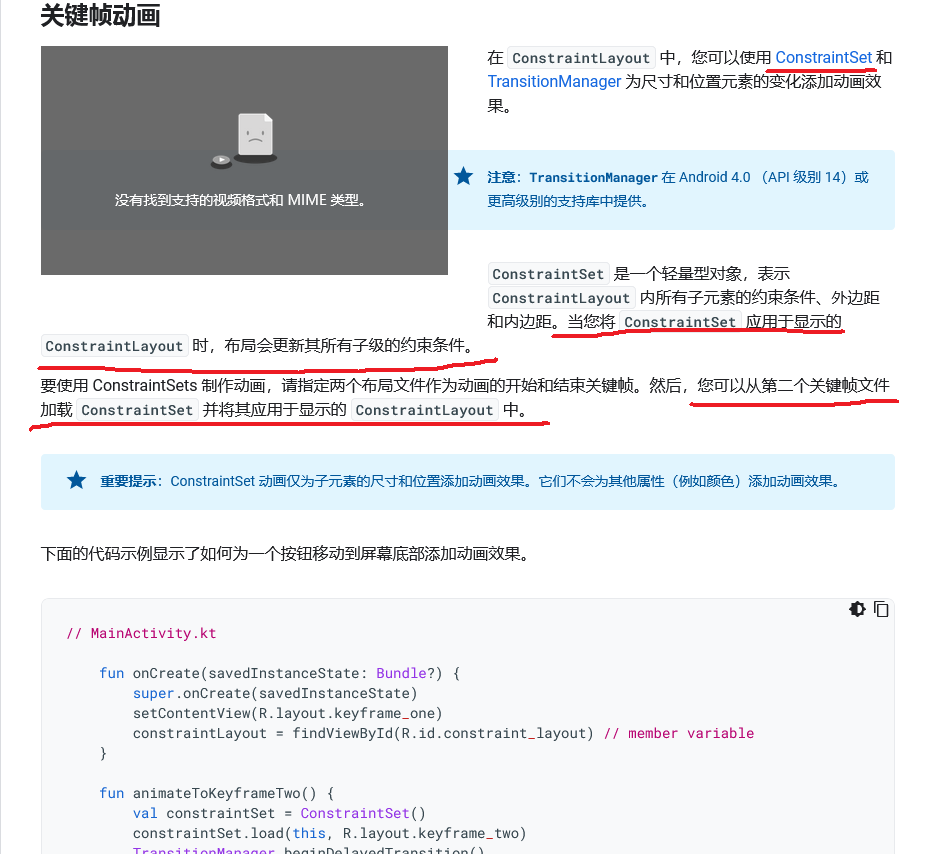 关键帧动画
没有找到支持的视频格式和 MIME 类型。
在 ConstraintLayout 中，您可以使用 ConstraintSet 和
TransitionManager 为尺寸和位置元素的变化添加动画效
果。
注意：TransitionManager 在 Android 4.0 （API 级别 14）或
更高级别的支持库中提供。
ConstraintSet 是一个轻量型对象，表示
ConstraintLayout 内所有子元素的约束条件、外边距
和内边距。当您将 ConstraintSet 应用于显示的
ConstraintLayout 时，布局会更新其所有子级的约束条件。
要使用 ConstraintSets 制作动画，请指定两个布局文件作为动画的开始和结束关键帧。然后，您可以从第二个关键帧文件
加载 ConstraintSet 并将其应用于显示的 ConstraintLayout 中。
重要提示：ConstraintSet 动画仅为子元素的尺寸和位置添加动画效果。它们不会为其他属性（例如颜色）添加动画效果。
下面的代码示例显示了如何为一个按钮移动到屏幕底部添加动画效果。
// MainActivity.kt
fun onCreate(savedInstanceState: Bundle?) {
super.onCreate(savedInstanceState)
setContentView(R.layout.keyframe_one)
constraintLayout = findViewById(R.id.constraint_layout) // member variable
}
fun animateToKeyframeTwo() {
val constraintSet = ConstraintSet()
constraintSet.load(this, R.layout.keyframe_two)
TransitionManager.beginDelayedTransition()